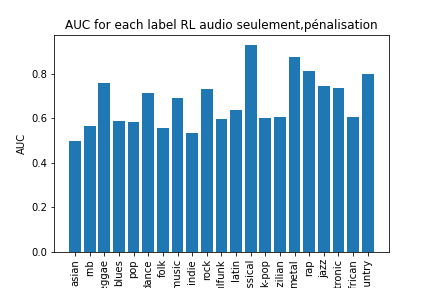 AUC for each label RL audio seulement,pénalisation
AUC
0.8
0.6
0.4
0.2
0.0
asian
rnb
eggae
blues
pop
dance
folk
music
indie
rock
ilfunk
latin
ssical
k-pop
zilian
metal
rap
jazz
tronic
frican
untry